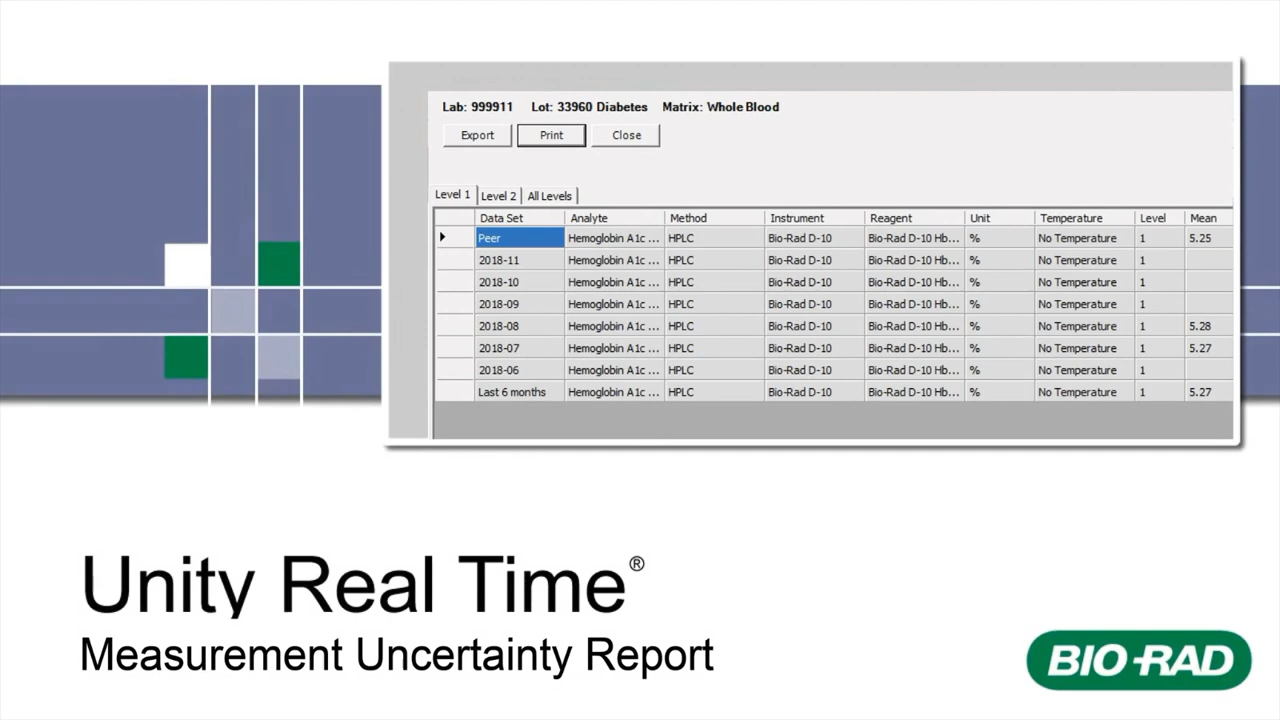 Lab: 999911 Lot: 33960 Diabetes Matrix: Whole Blood
Export Print Close
Level 1 Level 2 All Levels
Data Set Analyte Method Instrument Reagent Unit Temperature Level Mean
Peer Hemoglobin A1c ... HPLC Bio-Rad D-10 Bio-Rad D-10 Hb... % No Temperature 1 5.25
2018-11 Hemoglobin A1c ... HPLC Bio-Rad D-10 Bio-Rad D-10 Hb... % No Temperature 1
2018-10 Hemoglobin A1c ... HPLC Bio-Rad D-10 Bio-Rad D-10 Hb... % No Temperature 1
2018-09 Hemoglobin A1c ... HPLC Bio-Rad D-10 Bio-Rad D-10 Hb... % No Temperature 1
2018-08 Hemoglobin A1c ... HPLC Bio-Rad D-10 Bio-Rad D-10 Hb... % No Temperature 1 5.28
2018-07 Hemoglobin A1c ... HPLC Bio-Rad D-10 Bio-Rad D-10 Hb... % No Temperature 1 5.27
2018-06 Hemoglobin A1c ... HPLC Bio-Rad D-10 Bio-Rad D-10 Hb... % No Temperature 1
Last 6 months Hemoglobin A1c ... HPLC Bio-Rad D-10 Bio-Rad D-10 Hb... % No Temperature 1 5.27
Unity Real Time®
Measurement Uncertainty Report
BIO-RAD